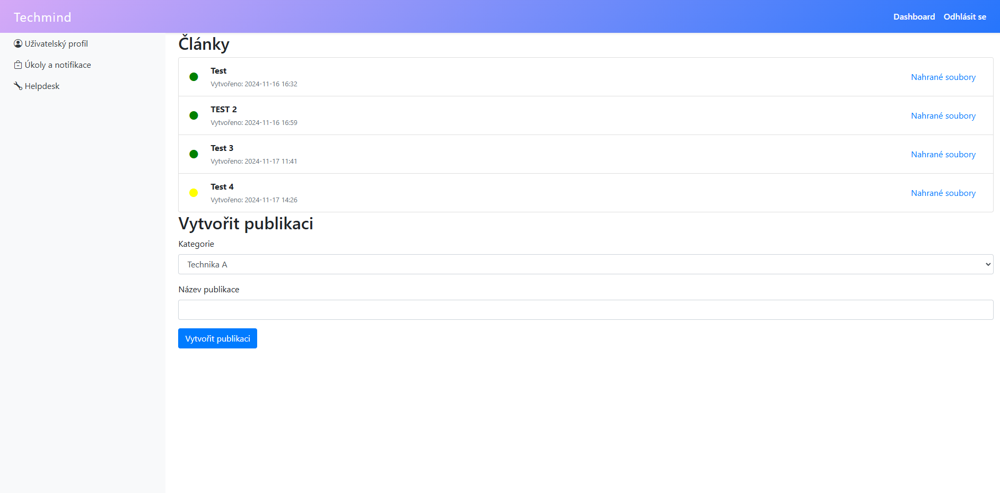 Techmind
Dashboard Odhlásit se
Uživatelský profil
Úkoly a notifikace
Helpdesk
Články
Test
Vytvořeno: 2024-11-16 16:32
Nahrané soubory
TEST 2
Vytvořeno: 2024-11-16 16:59
Nahrané soubory
Test 3
Vytvořeno: 2024-11-17 11:41
Nahrané soubory
Test 4
Vytvořeno: 2024-11-17 14:26
Nahrané soubory
Vytvořit publikaci
Kategorie
Technika A
Název publikace
Vytvořit publikaci